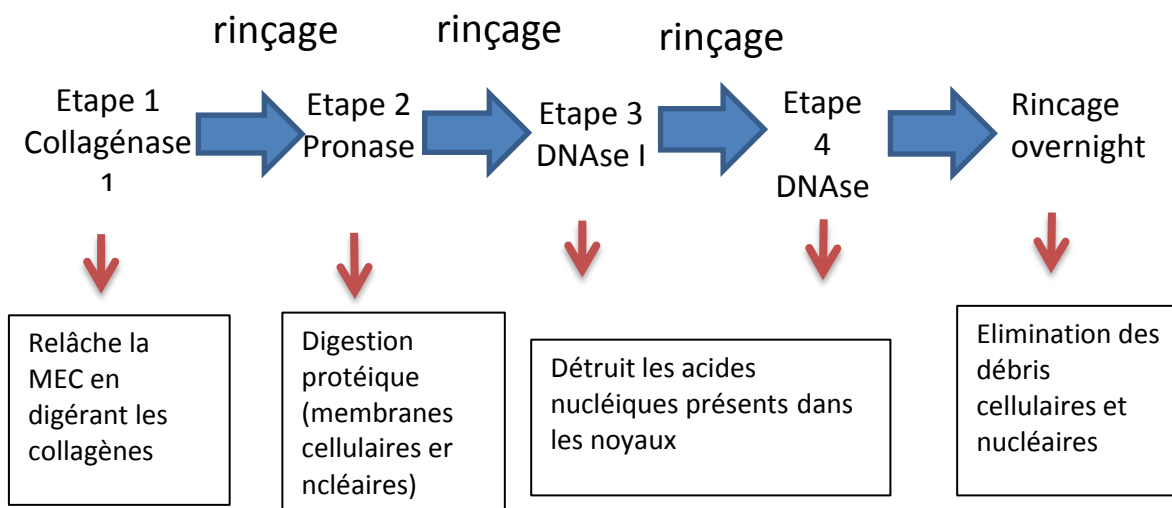 rinçage
rinçage
rinçage
Etape 1
Collagénase
1
Etape 2
Pronase
Etape 3
DNAse I
Etape
4
DNAse
Rincage
overnight
Relâche la
MEC en
digérant les
collagènes
Digestion
protéique
(membranes
cellulaires er
ncléaires)
Détruit les acides
nucléiques présents dans
les noyaux
Elimination des
débris
cellulaires et
nucléaires